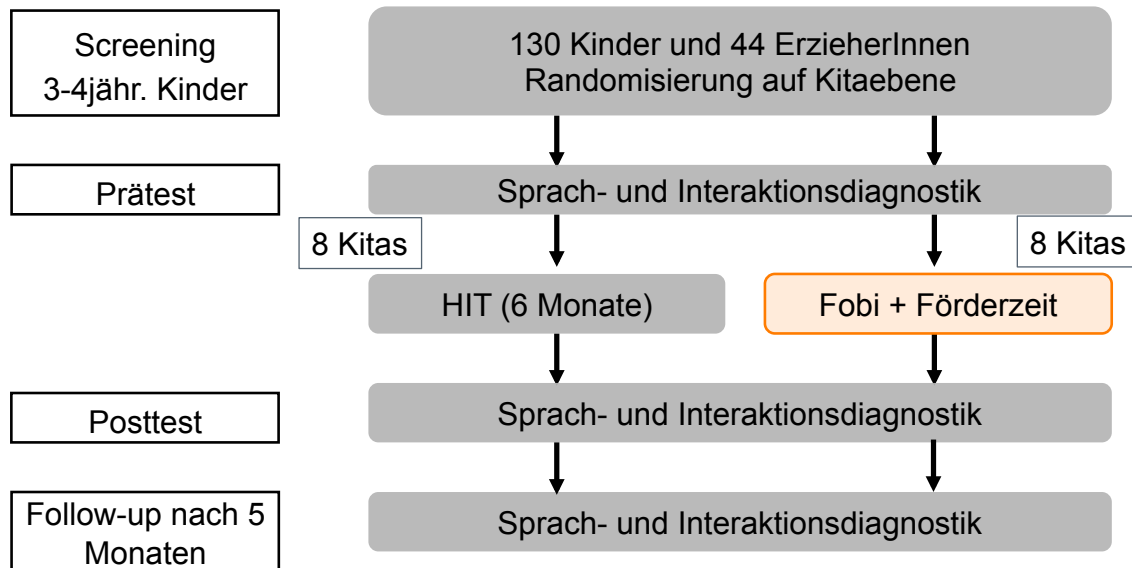 Screening
3-4jähr. Kinder
130 Kinder und 44 ErzieherInnen
Randomisierung auf Kitaebene
Prätest
Sprach- und Interaktionsdiagnostik
8 Kitas
8 Kitas
HIT (6 Monate)
Fobi + Förderzeit
Posttest
Sprach- und Interaktionsdiagnostik
Follow-up nach 5
Monaten
Sprach- und Interaktionsdiagnostik